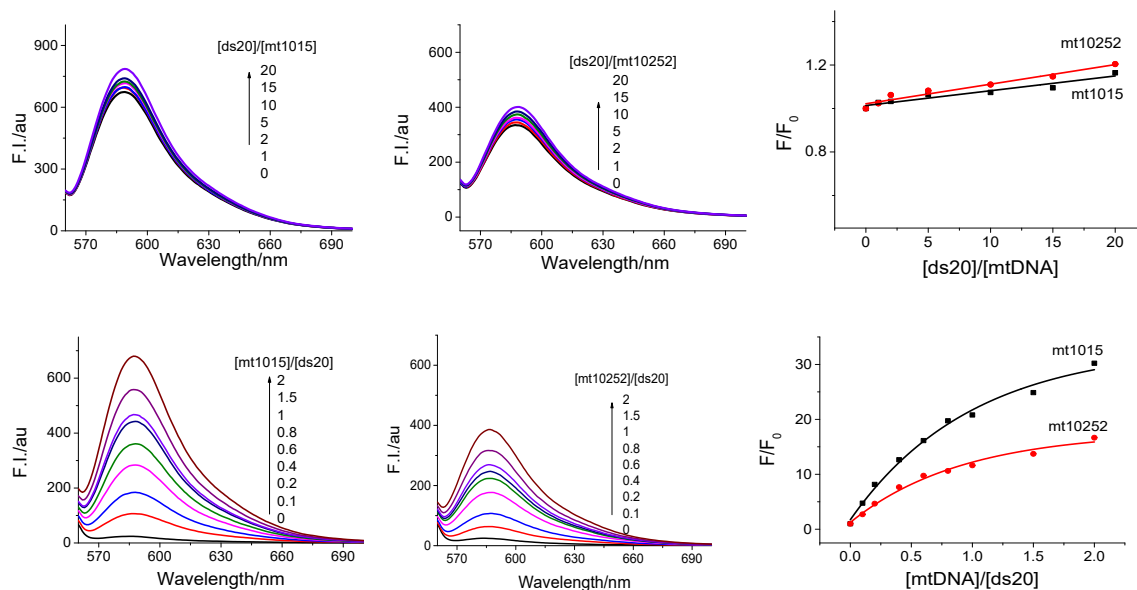 [ds20]/[mt1015]
20
15
10
5
2
1
0
900
600
300
0
F.I./au
570 600 630 660 690
Wavelength/nm
[ds20]/[mt10252]
20
15
10
5
2
1
0
400
200
0
F.I./au
570 600 630 660 690
Wavelength/nm
mt10252
mt1015
1.2
0.9
0.6
F/F0
0 5 10 15 20
[ds20]/[mtDNA]
[mt1015]/[ds20]
2
1.5
1
0.8
0.6
0.4
0.2
0.1
0
600
400
200
0
F.I./au
570 600 630 660 690
Wavelength/nm
[mt10252]/[ds20]
2
1.5
1
0.8
0.6
0.4
0.2
0.1
0
600
400
200
0
F.I./au
570 600 630 660 690
Wavelength/nm
mt1015
mt10252
30
20
10
0
F/F0
0.0 0.5 1.0 1.5 2.0
[mtDNA]/[ds20]